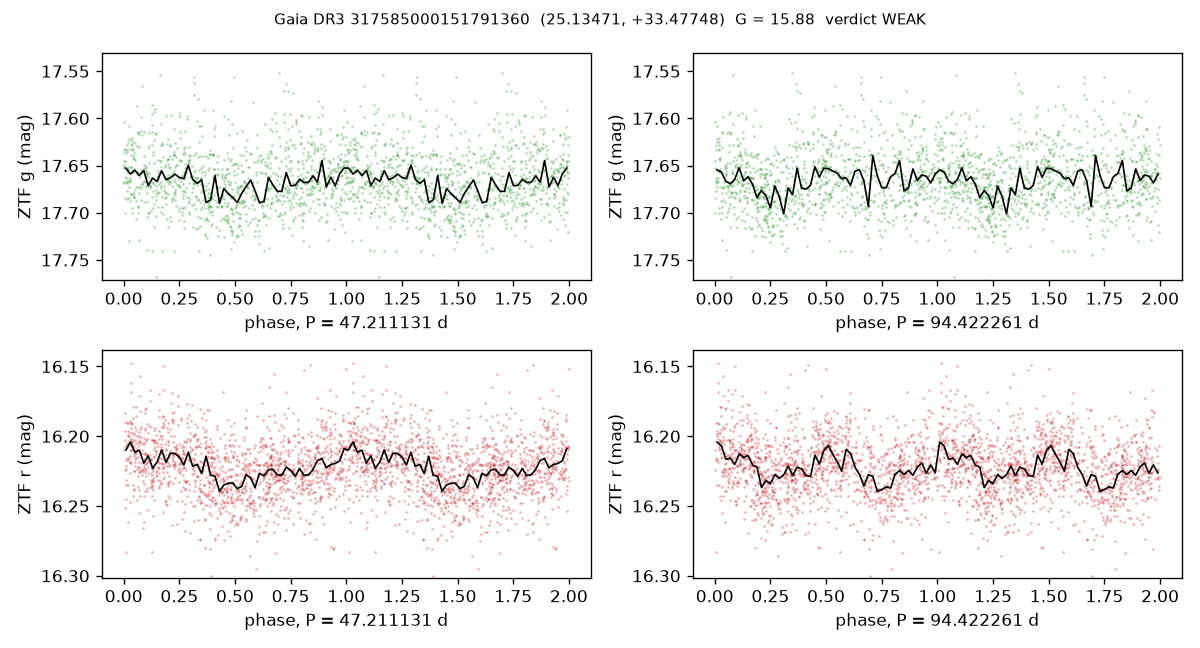 Gaia DR3 317585000151791360  (25.13471, +33.47748)  G = 15.88  verdict WEAK
17.55
17.60
17.65
17.70
17.75
ZTF g (mag)
0.00 0.25 0.50 0.75 1.00 1.25 1.50 1.75 2.00
phase, P = 47.211131 d
17.55
17.60
17.65
17.70
17.75
ZTF g (mag)
0.00 0.25 0.50 0.75 1.00 1.25 1.50 1.75 2.00
phase, P = 94.422261 d
16.15
16.20
16.25
16.30
ZTF r (mag)
0.00 0.25 0.50 0.75 1.00 1.25 1.50 1.75 2.00
phase, P = 47.211131 d
16.15
16.20
16.25
16.30
ZTF r (mag)
0.00 0.25 0.50 0.75 1.00 1.25 1.50 1.75 2.00
phase, P = 94.422261 d